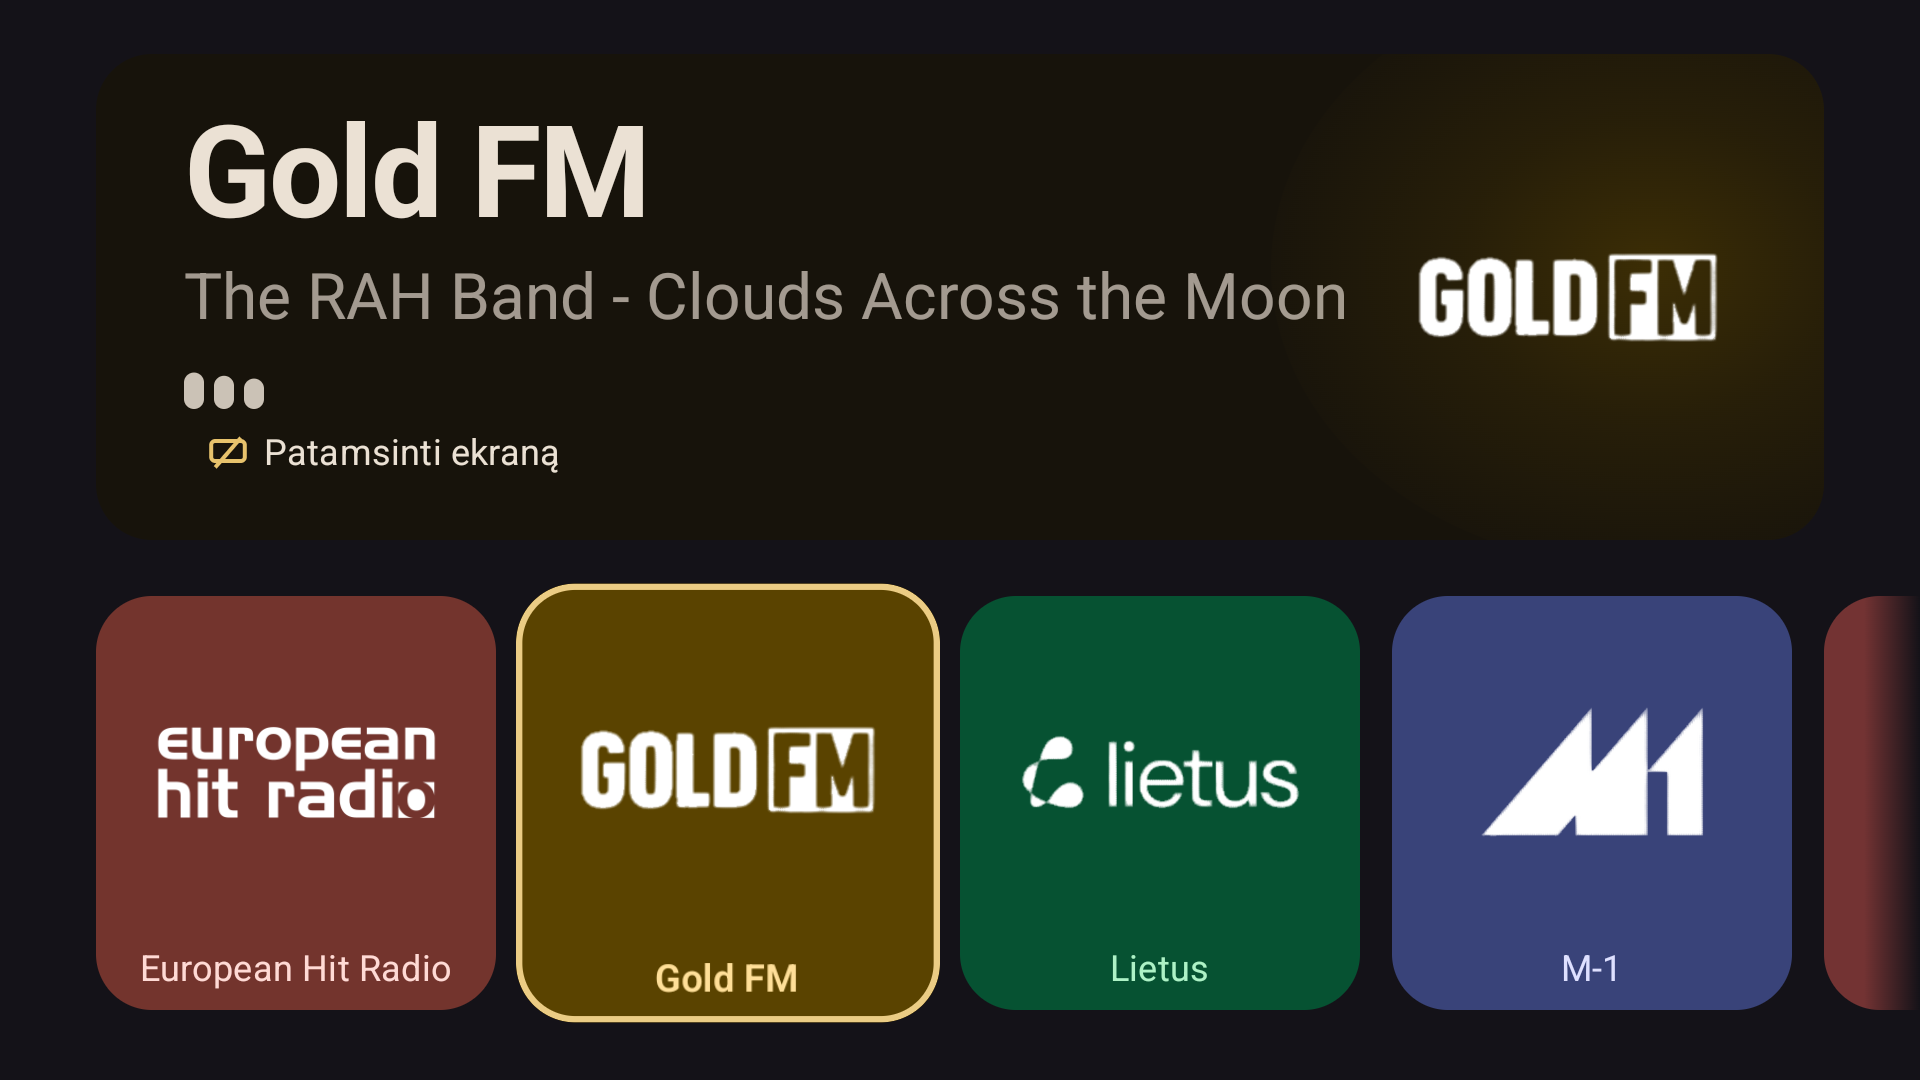 Gold FM
The RAH Band - Clouds Across the Moon
GOLD FM
Patamsinti ekraną
european
hit radio
GOLD FM
lietus
M1
European Hit Radio
Gold FM
Lietus
M-1